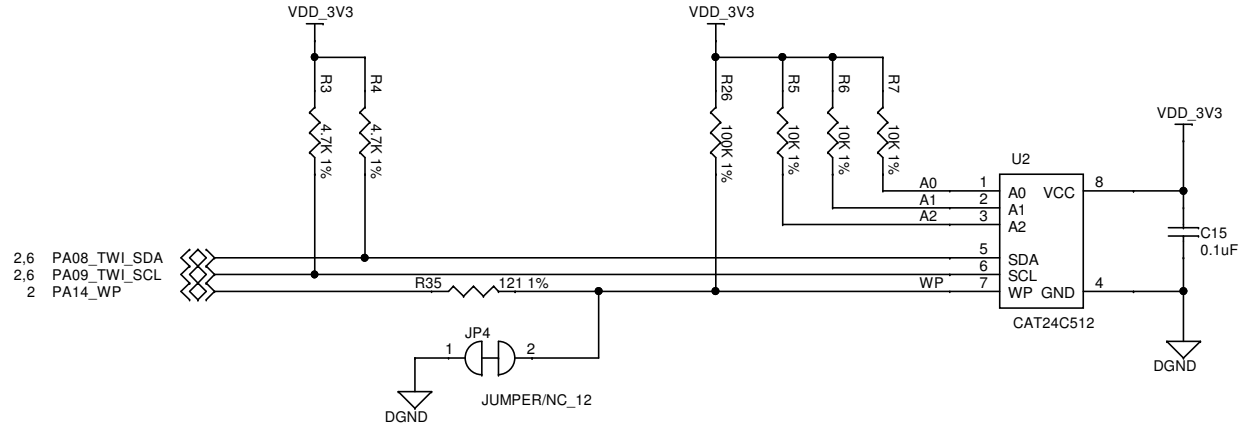 VDD_3V3
VDD_3V3
R3
R4
R26
R5
R6
R7
4.7K 1%
4.7K 1%
100K 1%
10K 1%
10K 1%
10K 1%
VDD_3V3
U2
A0 1 A0 VCC 8
A1 2 A1
A2 3 A2
C15
0.1uF
2,6 PA08_TWI_SDA 5 SDA
2,6 PA09_TWI_SCL 6 SCL
2 PA14_WP R35 121 1% WP 7 WP GND 4
CAT24C512
JP4
1 2
JUMPER/NC_12
DGND
DGND